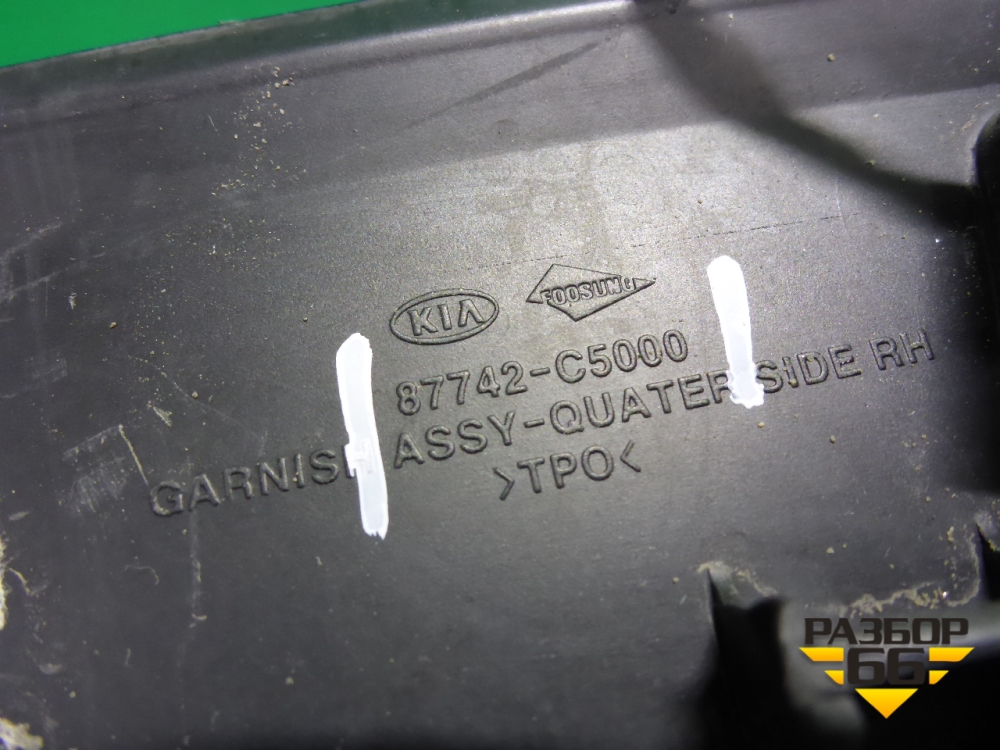 KIA FOOSUNG
87742-C5000
GARNISH ASSY-QUATER SIDE RH
>TPO<
РАЗБОР
66